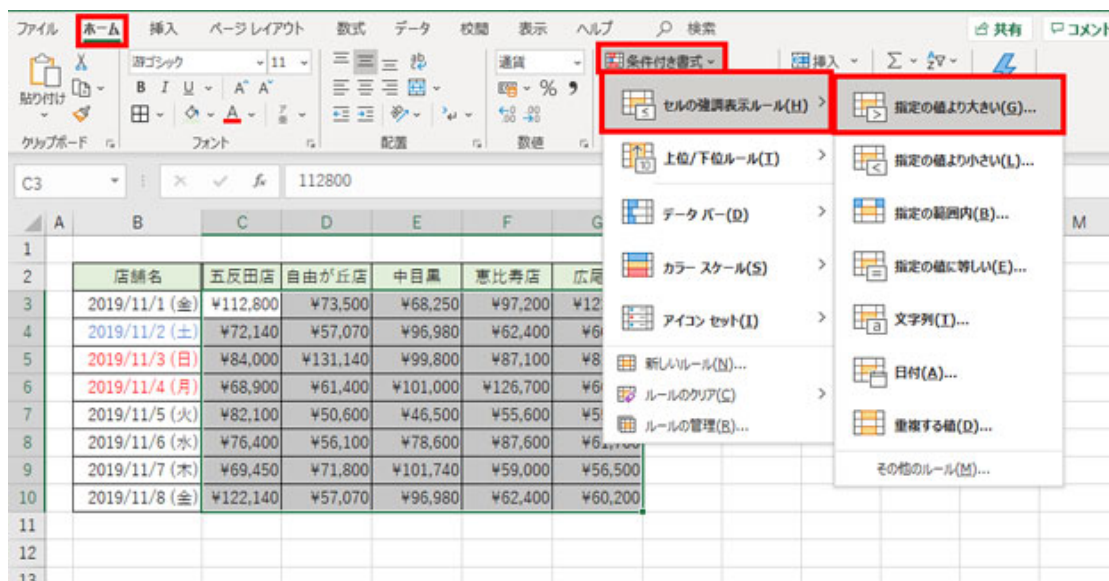 ファイル ホーム 挿入 ページ レイアウト 数式 データ 校閲 表示 ヘルプ 検索 共有 コメント
游ゴシック 11 通貨 条件付き書式 挿入
貼り付け B I U A A % 9
クリップボード フォント 配置 数値
セルの強調表示ルール(H) >
上位/下位ルール(T) >
データ バー(D) >
カラー スケール(S) >
アイコン セット(I) >
新しいルール(N)...
ルールのクリア(C) >
ルールの管理(R)...
指定の値より大きい(G)...
指定の値より小さい(L)...
指定の範囲内(B)...
指定の値に等しい(E)...
文字列(T)...
日付(A)...
重複する値(D)...
その他のルール(M)...
C3 fx 112800
A B C D E F G M
1
2 店舗名 五反田店 自由が丘店 中目黒 恵比寿店 広尾
3 2019/11/1 (金) ¥112,800 ¥73,500 ¥68,250 ¥97,200 ¥12
4 2019/11/2 (土) ¥72,140 ¥57,070 ¥96,980 ¥62,400 ¥6
5 2019/11/3 (日) ¥84,000 ¥131,140 ¥99,800 ¥87,100 ¥8
6 2019/11/4 (月) ¥68,900 ¥61,400 ¥101,000 ¥126,700 ¥6
7 2019/11/5 (火) ¥82,100 ¥50,600 ¥46,500 ¥55,600 ¥5
8 2019/11/6 (水) ¥76,400 ¥56,100 ¥78,600 ¥87,600 ¥61,700
9 2019/11/7 (木) ¥69,450 ¥71,800 ¥101,740 ¥59,000 ¥56,500
10 2019/11/8 (金) ¥122,140 ¥57,070 ¥96,980 ¥62,400 ¥60,200
11
12
13